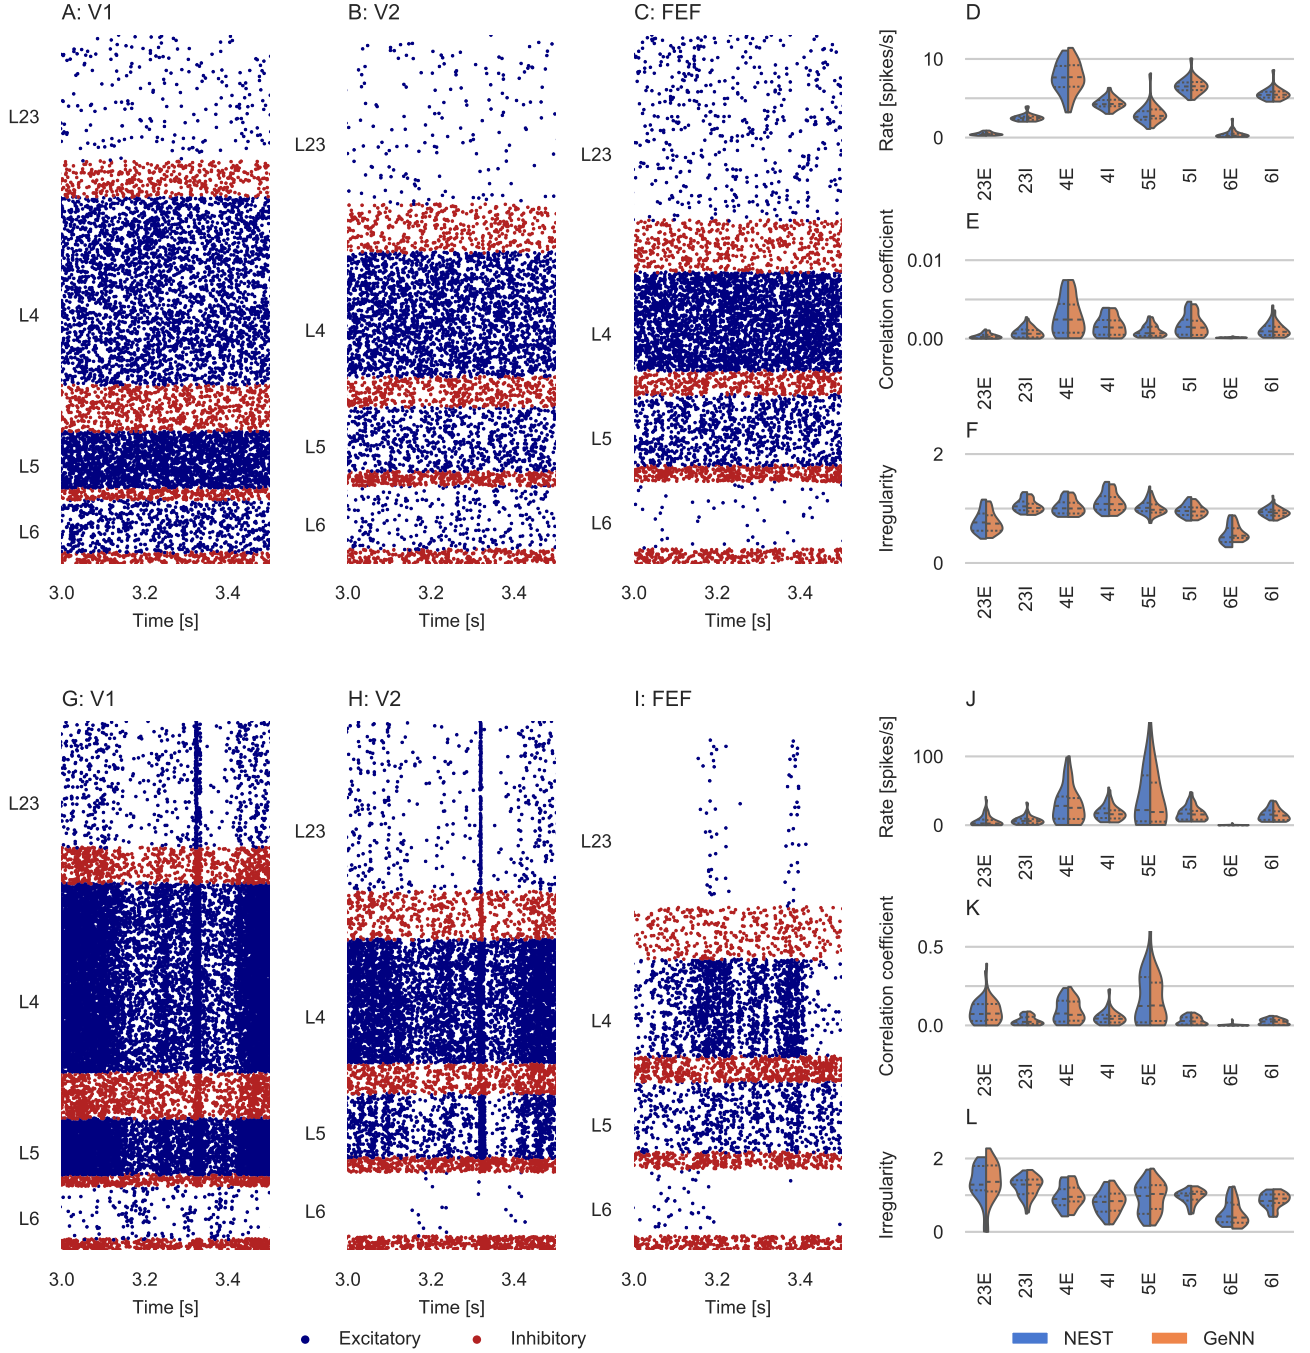 A: V1
B: V2
C: FEF
D
L23
L4
L5
L6
3.0 3.2 3.4
Time [s]
L23
L4
L5
L6
3.0 3.2 3.4
Time [s]
L23
L4
L5
L6
3.0 3.2 3.4
Time [s]
Rate [spikes/s]
10
0
23E 23I 4E 4I 5E 5I 6E 6I
E
Correlation coefficient
0.01
0.00
23E 23I 4E 4I 5E 5I 6E 6I
F
Irregularity
2
0
23E 23I 4E 4I 5E 5I 6E 6I
G: V1
H: V2
I: FEF
J
L23
L4
L5
L6
3.0 3.2 3.4
Time [s]
L23
L4
L5
L6
3.0 3.2 3.4
Time [s]
L23
L4
L5
L6
3.0 3.2 3.4
Time [s]
Rate [spikes/s]
100
0
23E 23I 4E 4I 5E 5I 6E 6I
K
Correlation coefficient
0.5
0.0
23E 23I 4E 4I 5E 5I 6E 6I
L
Irregularity
2
0
23E 23I 4E 4I 5E 5I 6E 6I
Excitatory Inhibitory
NEST GeNN